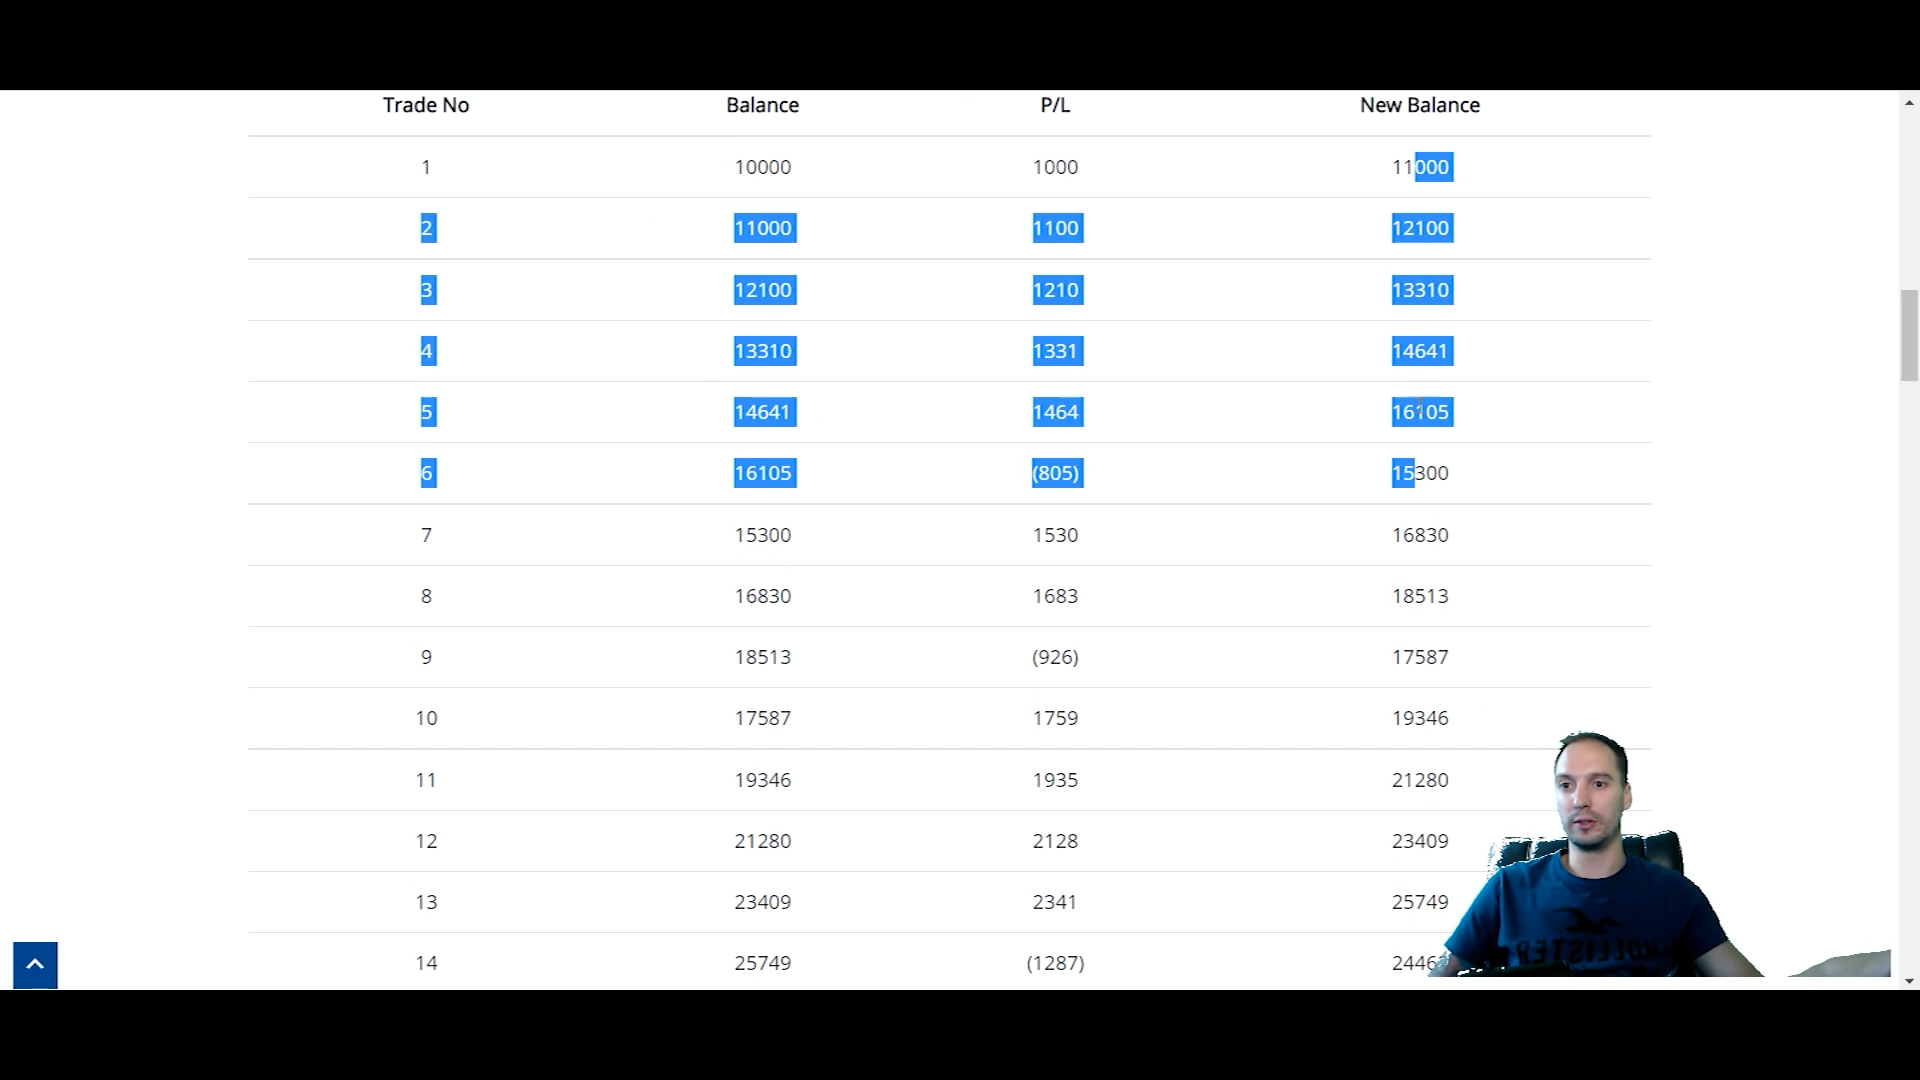 Trade No Balance P/L New Balance
1 10000 1000 11000
2 11000 1100 12100
3 12100 1210 13310
4 13310 1331 14641
5 14641 1464 16105
6 16105 (805) 15300
7 15300 1530 16830
8 16830 1683 18513
9 18513 (926) 17587
10 17587 1759 19346
11 19346 1935 21280
12 21280 2128 23409
13 23409 2341 25749
14 25749 (1287)
HOLLISTER